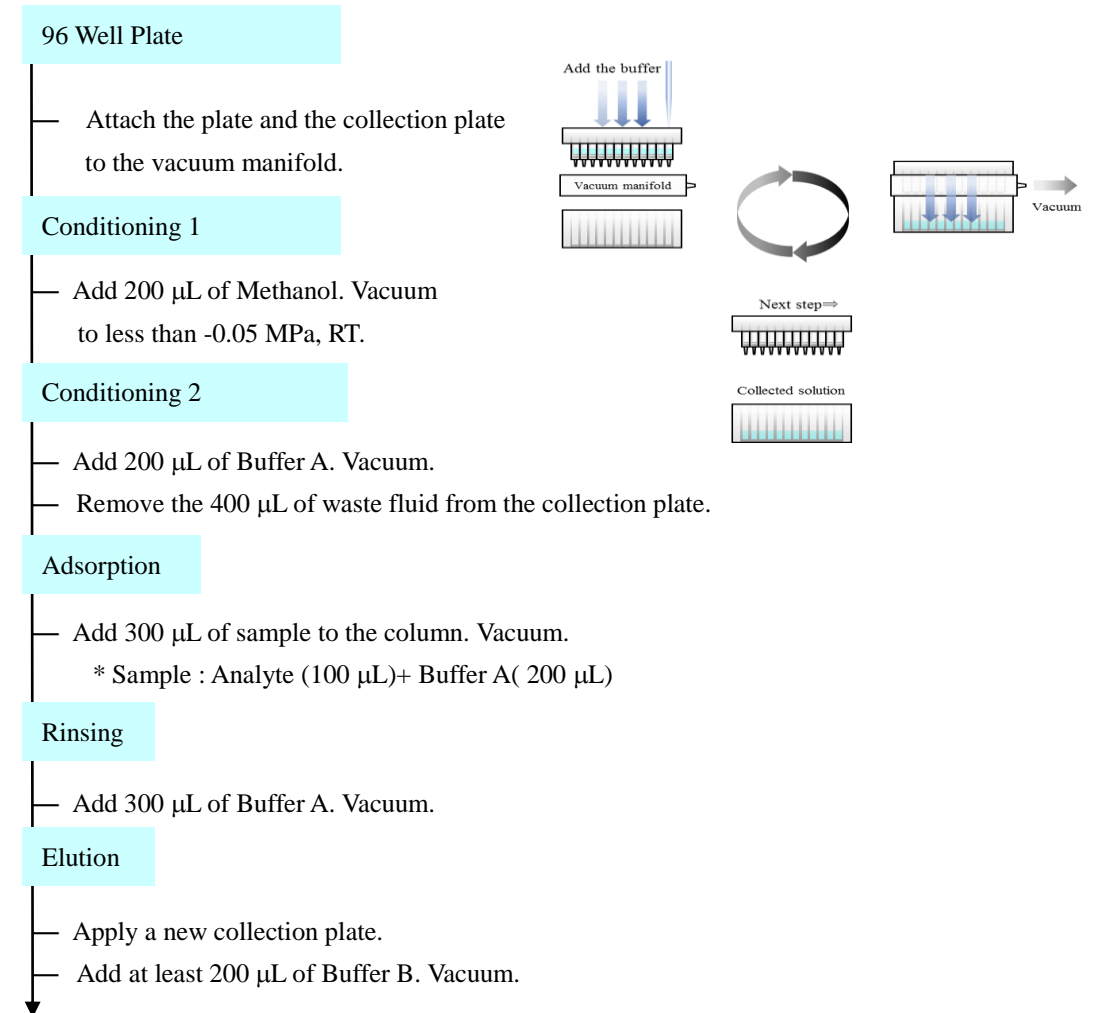 96 Well Plate
Attach the plate and the collection plate
to the vacuum manifold.
Conditioning 1
Add 200 μL of Methanol. Vacuum
to less than -0.05 MPa, RT.
Conditioning 2
Add 200 μL of Buffer A. Vacuum.
Remove the 400 μL of waste fluid from the collection plate.
Adsorption
Add 300 μL of sample to the column. Vacuum.
* Sample : Analyte (100 μL)+ Buffer A( 200 μL)
Rinsing
Add 300 μL of Buffer A. Vacuum.
Elution
Apply a new collection plate.
Add at least 200 μL of Buffer B. Vacuum.
Add the buffer
Vacuum manifold
Vacuum
Next step⇒
Collected solution